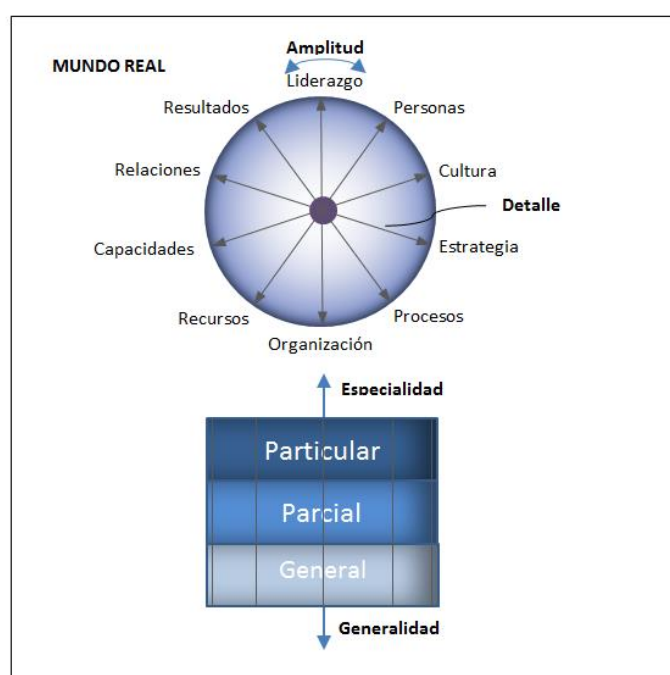 Amplitud
MUNDO REAL
Liderazgo
Resultados
Personas
Relaciones
Cultura
Detalle
Capacidades
Estrategia
Recursos
Procesos
Organización
Especialidad
Particular
Parcial
General
Generalidad